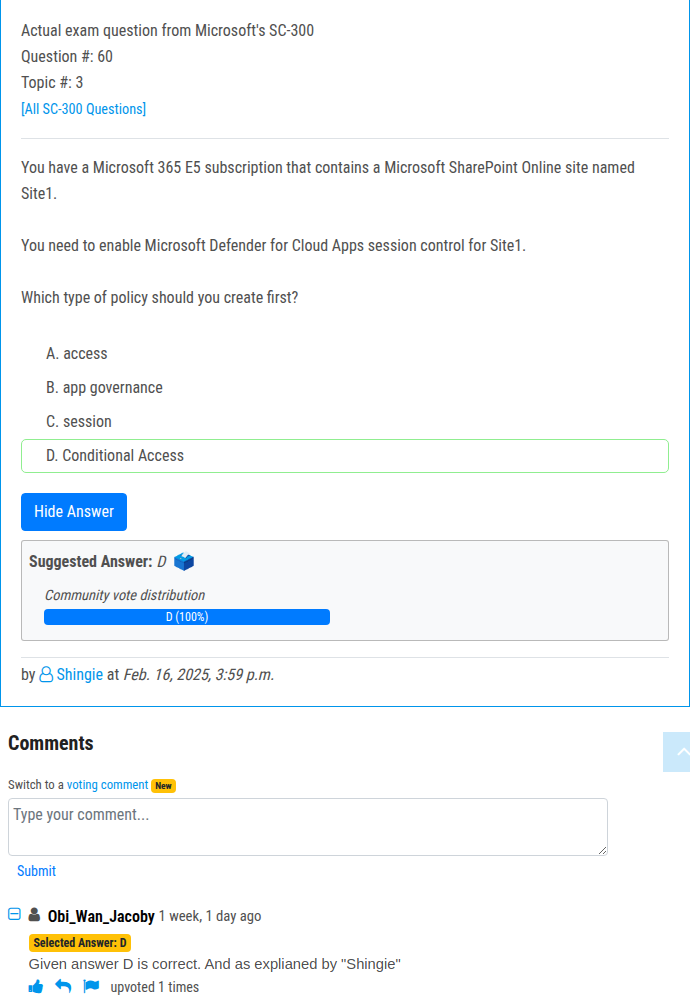 Actual exam question from Microsoft's SC-300
Question #: 60
Topic #: 3
[All SC-300 Questions]
You have a Microsoft 365 E5 subscription that contains a Microsoft SharePoint Online site named
Site1.
You need to enable Microsoft Defender for Cloud Apps session control for Site1.
Which type of policy should you create first?
A. access
B. app governance
C. session
D. Conditional Access
Hide Answer
Suggested Answer: D
Community vote distribution
D (100%)
by Shingie at Feb. 16, 2025, 3:59 p.m.
Comments
Switch to a voting comment New
Type your comment...
Submit
Obi_Wan_Jacoby 1 week, 1 day ago
Selected Answer: D
Given answer D is correct. And as explianed by "Shingie"
upvoted 1 times